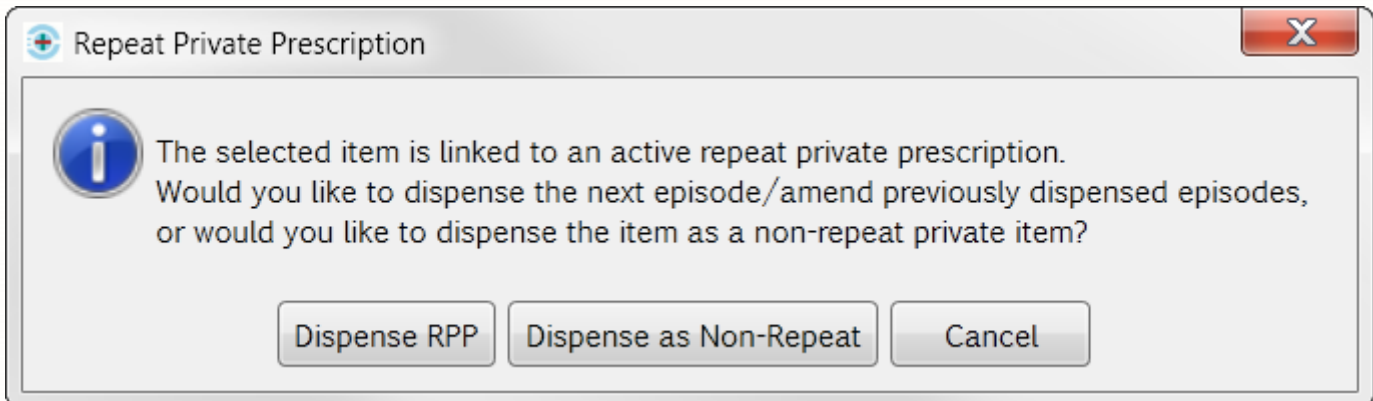 Repeat Private Prescription
The selected item is linked to an active repeat private prescription.
Would you like to dispense the next episode/amend previously dispensed episodes,
or would you like to dispense the item as a non-repeat private item?
Dispense RPP Dispense as Non-Repeat Cancel